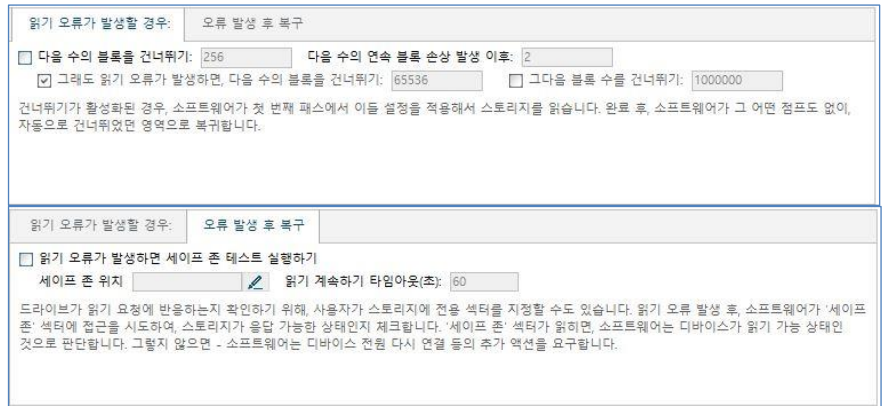 읽기 오류가 발생할 경우: 오류 발생 후 복구
다음 수의 블록을 건너뛰기: 256 다음 수의 연속 블록 손상 발생 이후: 2
그래도 읽기 오류가 발생하면, 다음 수의 블록을 건너뛰기: 65536 그다음 블록 수를 건너뛰기: 1000000
건너뛰기가 활성화된 경우, 소프트웨어가 첫 번째 패스에서 이들 설정을 적용해서 스토리지를 읽습니다. 완료 후, 소프트웨어가 그 어떤 점프도 없이,
자동으로 건너뛰었던 영역으로 복귀합니다.
읽기 오류가 발생할 경우: 오류 발생 후 복구
읽기 오류가 발생하면 세이프 존 테스트 실행하기
세이프 존 위치 읽기 계속하기 타임아웃(초): 60
드라이브가 읽기 요청에 반응하는지 확인하기 위해, 사용자가 스토리지에 전용 섹터를 지정할 수도 있습니다. 읽기 오류 발생 후, 소프트웨어가 '세이프
존' 섹터에 접근을 시도하여, 스토리지가 응답 가능한 상태인지 체크합니다. '세이프 존' 섹터가 읽히면, 소프트웨어는 디바이스가 읽기 가능 상태인
것으로 판단합니다. 그렇지 않으면 - 소프트웨어는 디바이스 전원 다시 연결 등의 추가 액션을 요구합니다.